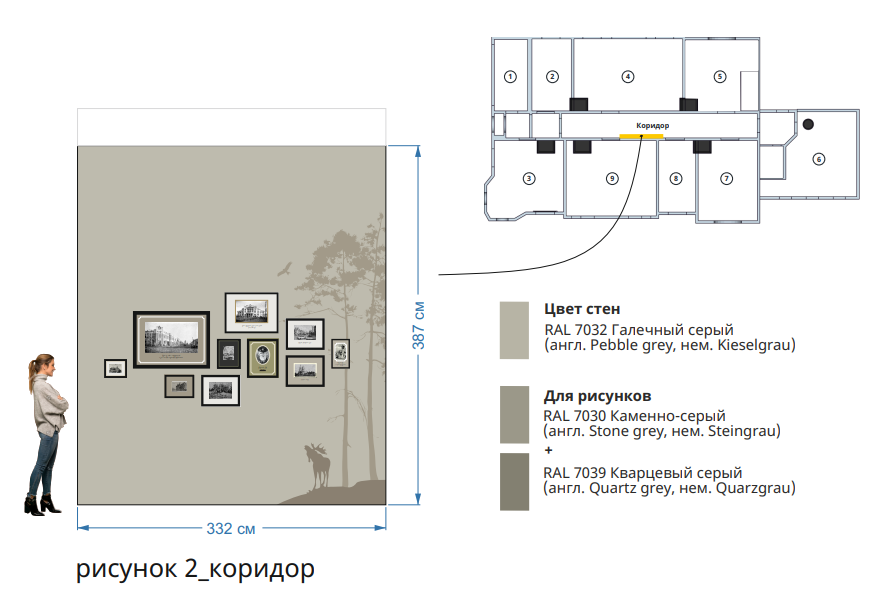 1
2
4
5
Коридор
3
9
8
7
6
387 см
332 см
Цвет стен
RAL 7032 Галечный серый
(англ. Pebble grey, нем. Kieselgrau)
Для рисунков
RAL 7030 Каменно-серый
(англ. Stone grey, нем. Steingrau)
+
RAL 7039 Кварцевый серый
(англ. Quartz grey, нем. Quarzgrau)
рисунок 2_коридор